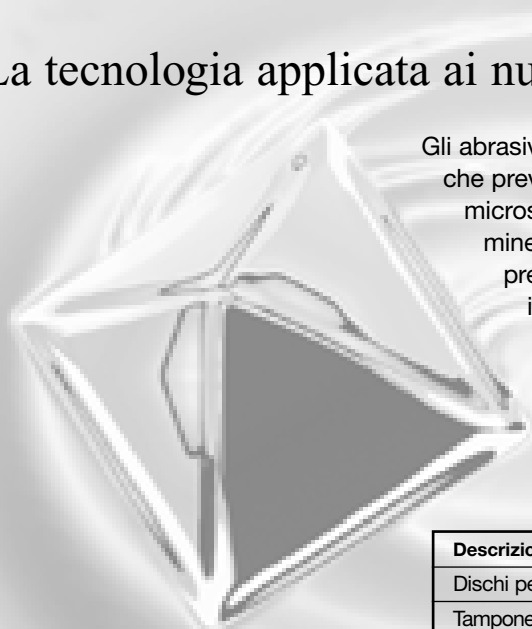 La tecnologia applicata ai nu
Gli abrasiv
che prev
micros
mine
pre
i
Descrizio
Dischi pe
Tampone